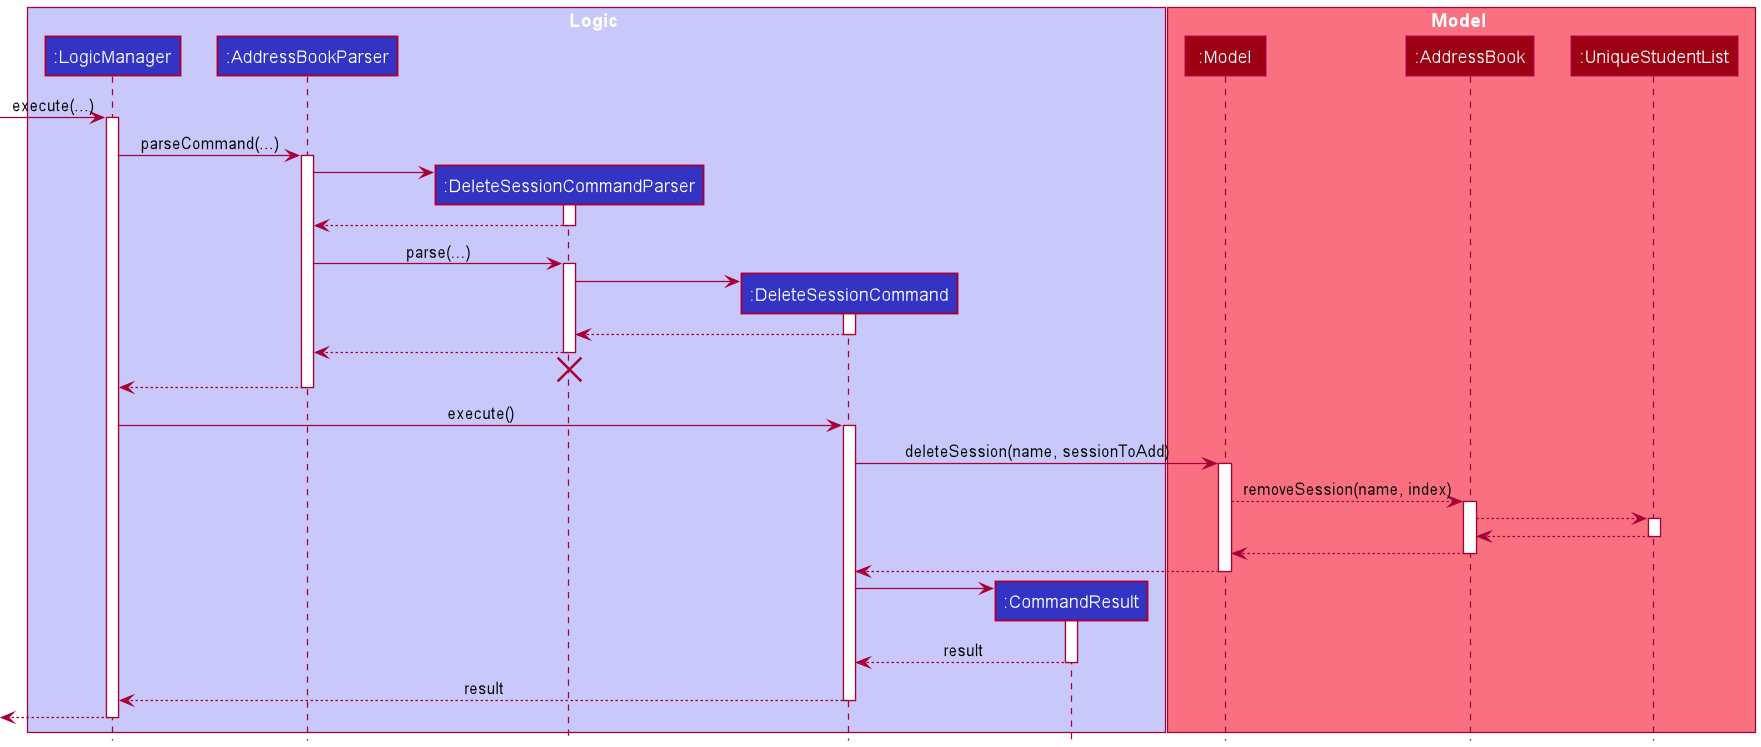 Logic
Model
:LogicManager
:AddressBookParser
:Model
:AddressBook
:UniqueStudentList
execute(...)
parseCommand(...)
:DeleteSessionCommandParser
parse(...)
:DeleteSessionCommand
execute()
deleteSession(name, sessionToAdd)
removeSession(name, index)
:CommandResult
result
result